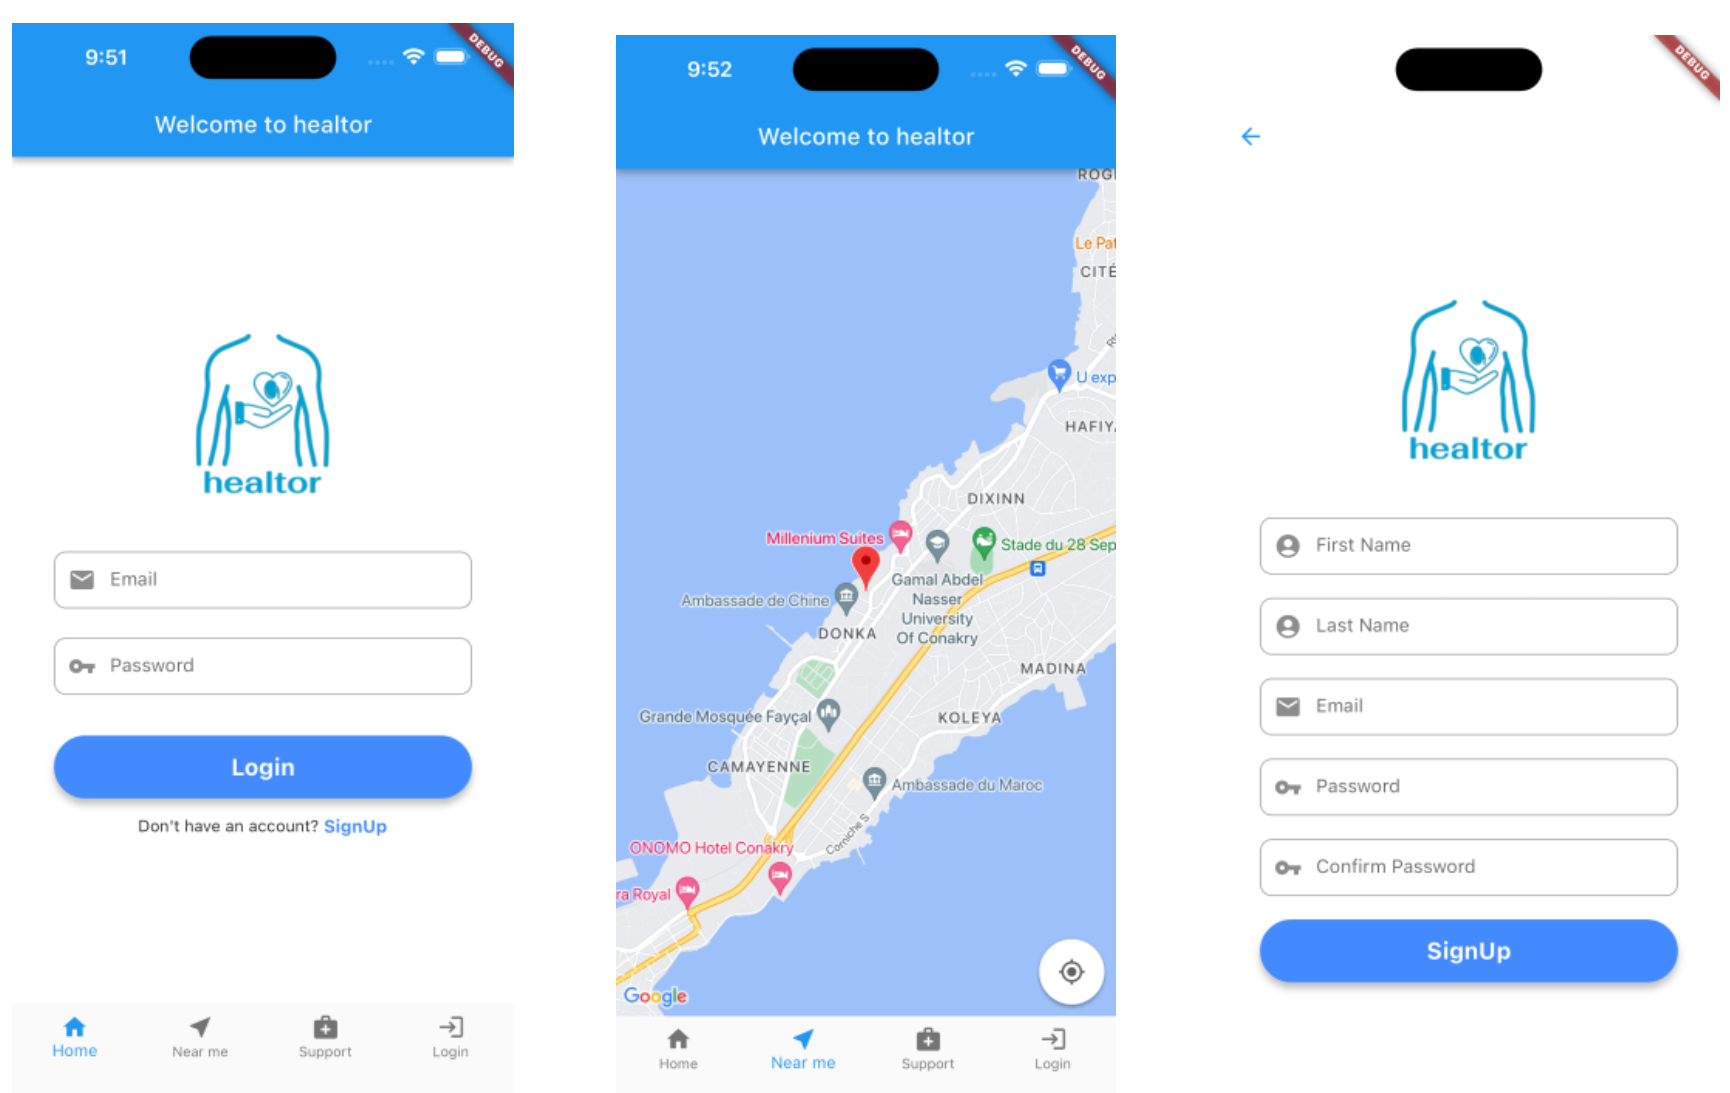 9:51
DEBUG
Welcome to healtor
healtor
Email
Password
Login
Don't have an account? SignUp
Home
Near me
Support
Login
9:52
DEBUG
Welcome to healtor
ROGI
Le Pat
CITÉ
U exp
HAFIY
DIXINN
Millenium Suites
Stade du 28 Sep
Gamal Abdel
Nasser
University
Of Conakry
Ambassade de Chine
DONKA
MADINA
Grande Mosquée Fayçal
KOLEYA
CAMAYENNE
Ambassade du Maroc
Corniche S
ONOMO Hotel Conakry
ra Royal
Google
Home
Near me
Support
Login
DEBUG
healtor
First Name
Last Name
Email
Password
Confirm Password
SignUp